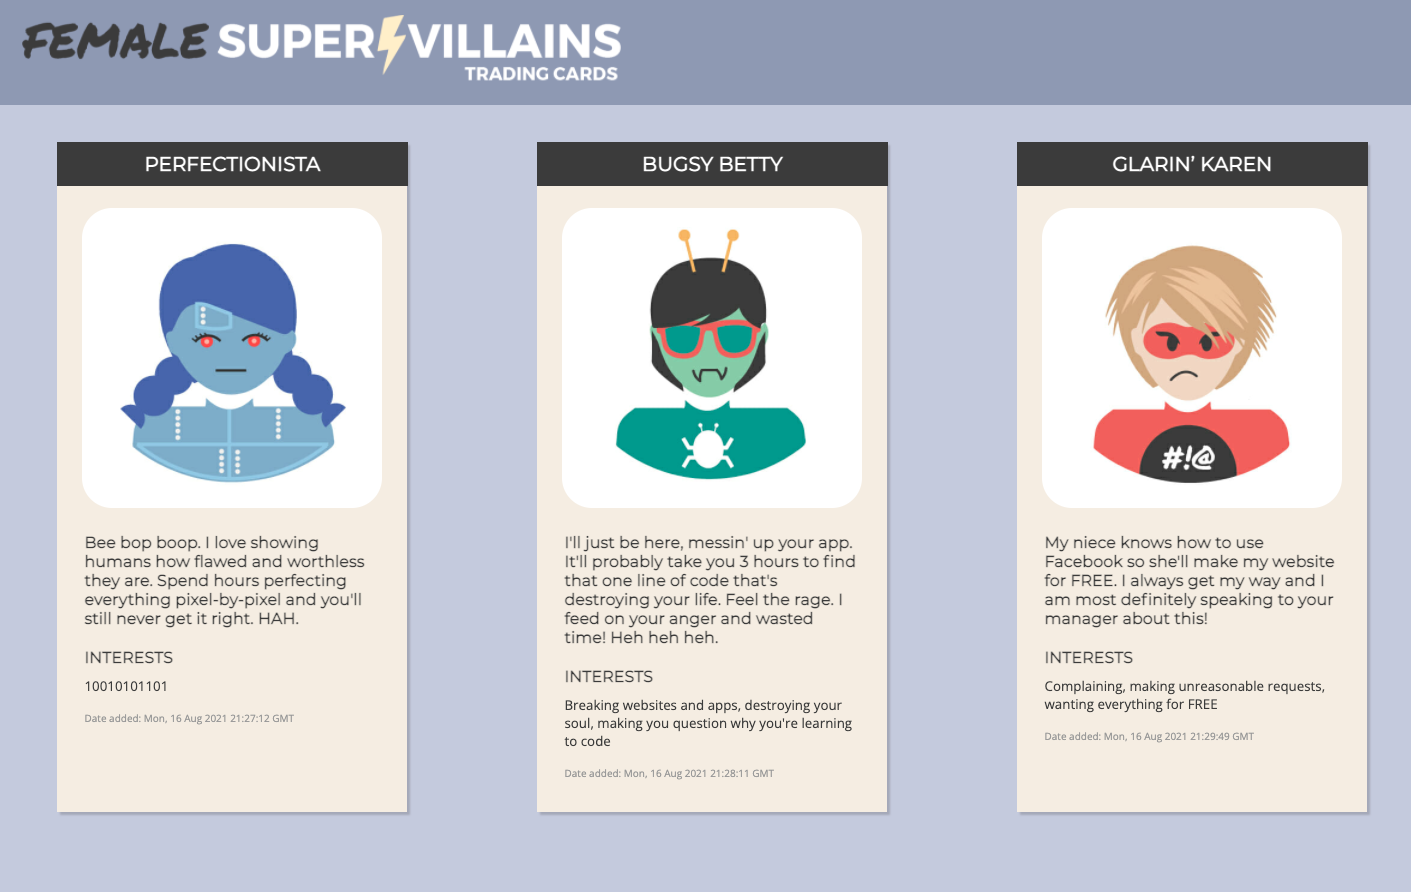 FEMALE SUPER VILLAINS
TRADING CARDS
PERFECTIONISTA
Bee bop boop. I love showing
humans how flawed and worthless
they are. Spend hours perfecting
everything pixel-by-pixel and you'll
still never get it right. HAH.
INTERESTS
10010101101
Date added: Mon, 16 Aug 2021 21:27:12 GMT
BUGSY BETTY
I'll just be here, messin' up your app.
It'll probably take you 3 hours to find
that one line of code that's
destroying your life. Feel the rage. I
feed on your anger and wasted
time! Heh heh heh.
INTERESTS
Breaking websites and apps, destroying your
soul, making you question why you're learning
to code
Date added: Mon, 16 Aug 2021 21:28:11 GMT
GLARIN’ KAREN
#!@
My niece knows how to use
Facebook so she'll make my website
for FREE. I always get my way and I
am most definitely speaking to your
manager about this!
INTERESTS
Complaining, making unreasonable requests,
wanting everything for FREE
Date added: Mon, 16 Aug 2021 21:29:49 GMT